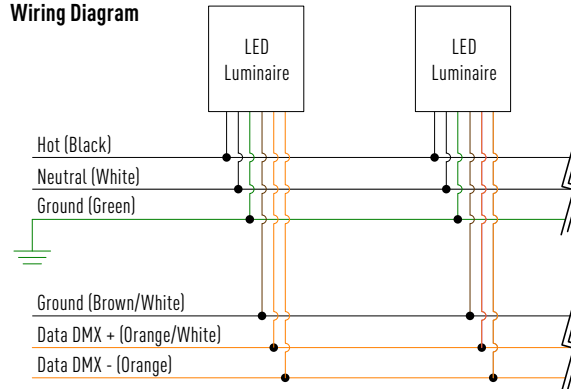 Wiring Diagram
LED
Luminaire
LED
Luminaire
Hot (Black)
Neutral (White)
Ground (Green)
Ground (Brown/White)
Data DMX + (Orange/White)
Data DMX - (Orange)